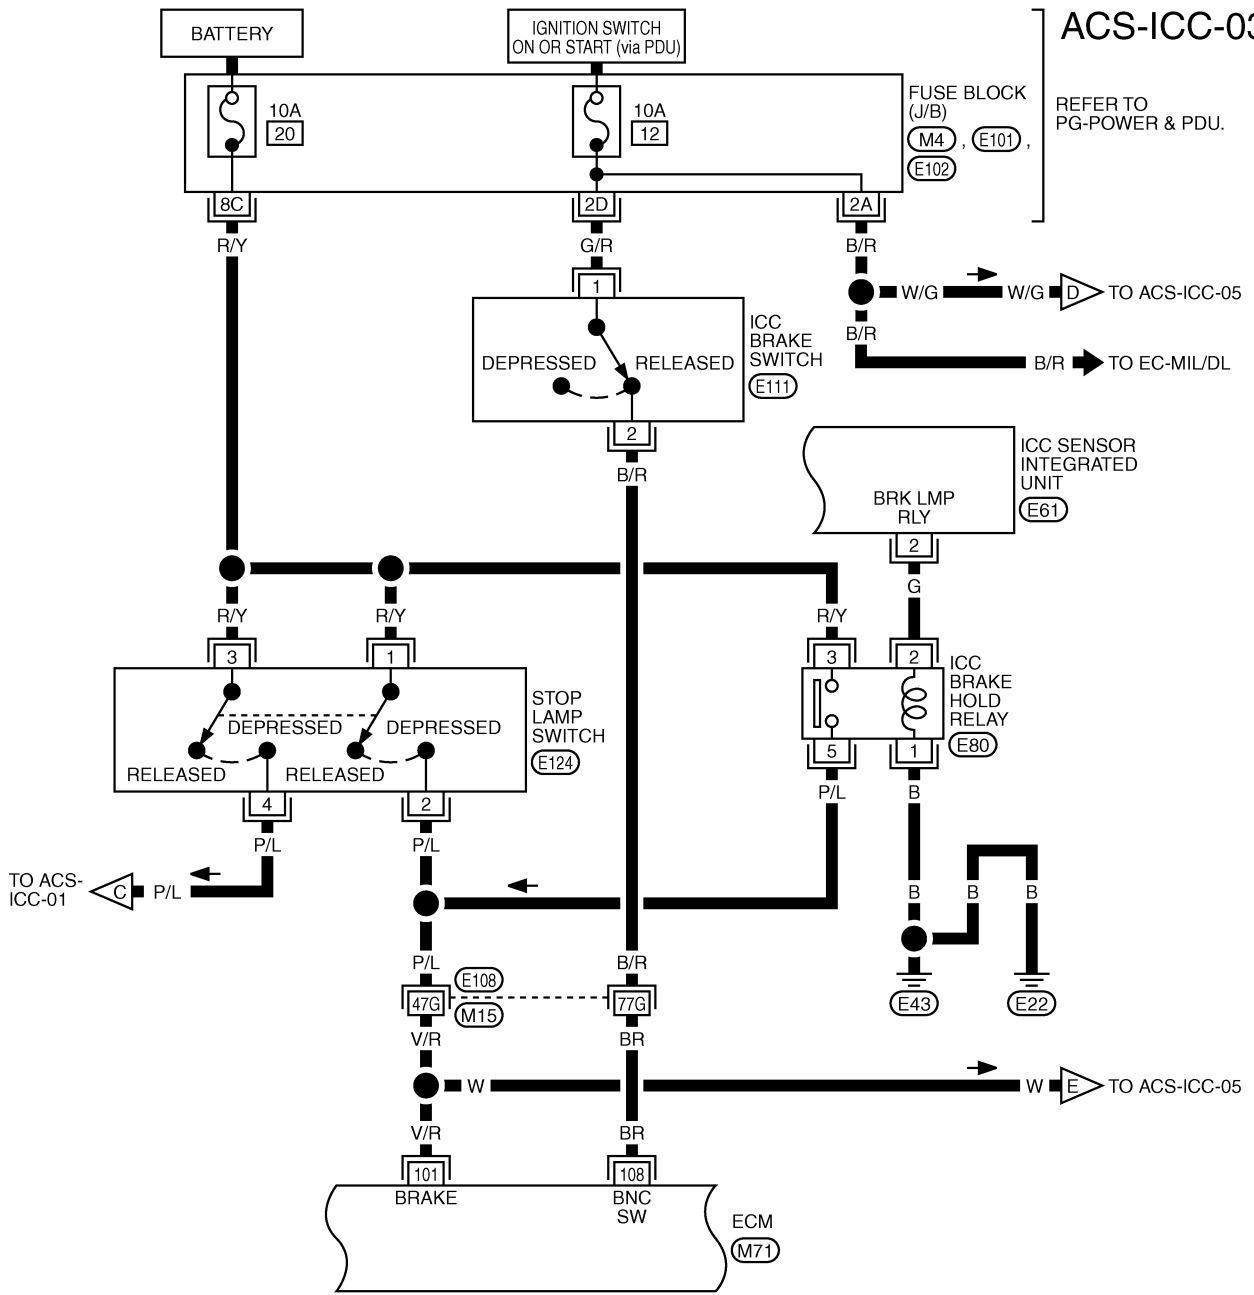 ACS-ICC-03
BATTERY
IGNITION SWITCH
ON OR START (via PDU)
10A
20
10A
12
FUSE BLOCK
(J/B)
M4 , E101 ,
E102
REFER TO
PG-POWER & PDU.
8C
2D
2A
R/Y
G/R
B/R
1
W/G
W/G
D
TO ACS-ICC-05
B/R
B/R
TO EC-MIL/DL
ICC
BRAKE
SWITCH
E111
DEPRESSED
RELEASED
2
B/R
ICC SENSOR
INTEGRATED
UNIT
E61
BRK LMP
RLY
2
G
R/Y
R/Y
R/Y
3
1
3
2
ICC
BRAKE
HOLD
RELAY
E80
STOP
LAMP
SWITCH
E124
DEPRESSED
DEPRESSED
RELEASED
RELEASED
5
1
4
2
P/L
B
P/L
P/L
TO ACS-
ICC-01
C
P/L
B
B
B
P/L
E108
B/R
47G
M15
77G
E43
E22
V/R
BR
W
W
E
TO ACS-ICC-05
V/R
BR
101
108
BRAKE
BNC
SW
ECM
M71